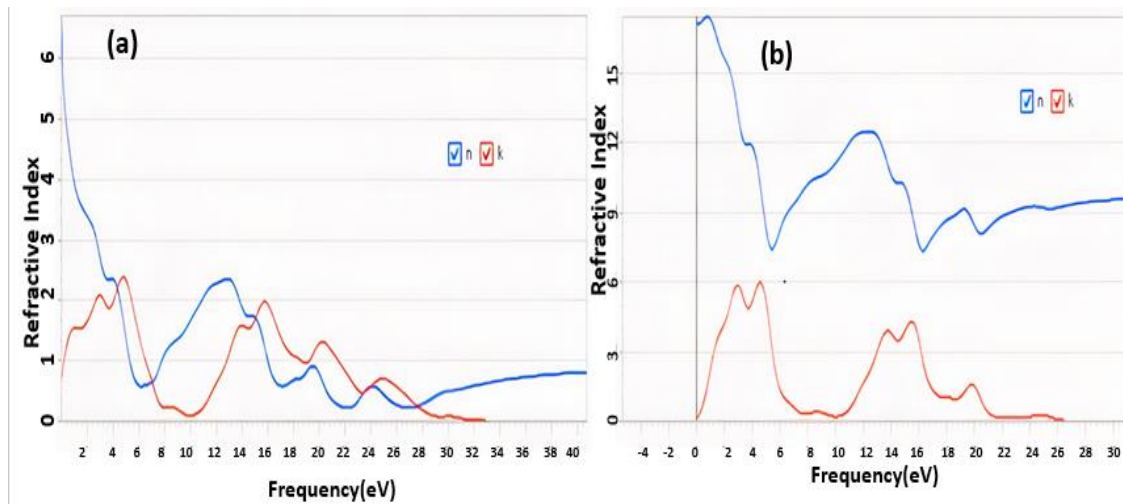 (a)
Refractive Index
6
5
4
3
2
1
0
n k
2 4 6 8 10 12 14 16 18 20 22 24 26 28 30 32 34 36 38 40
Frequency(eV)
(b)
Refractive Index
15
12
9
6
3
0
n k
-4 -2 0 2 4 6 8 10 12 14 16 18 20 22 24 26 28 30
Frequency(eV)